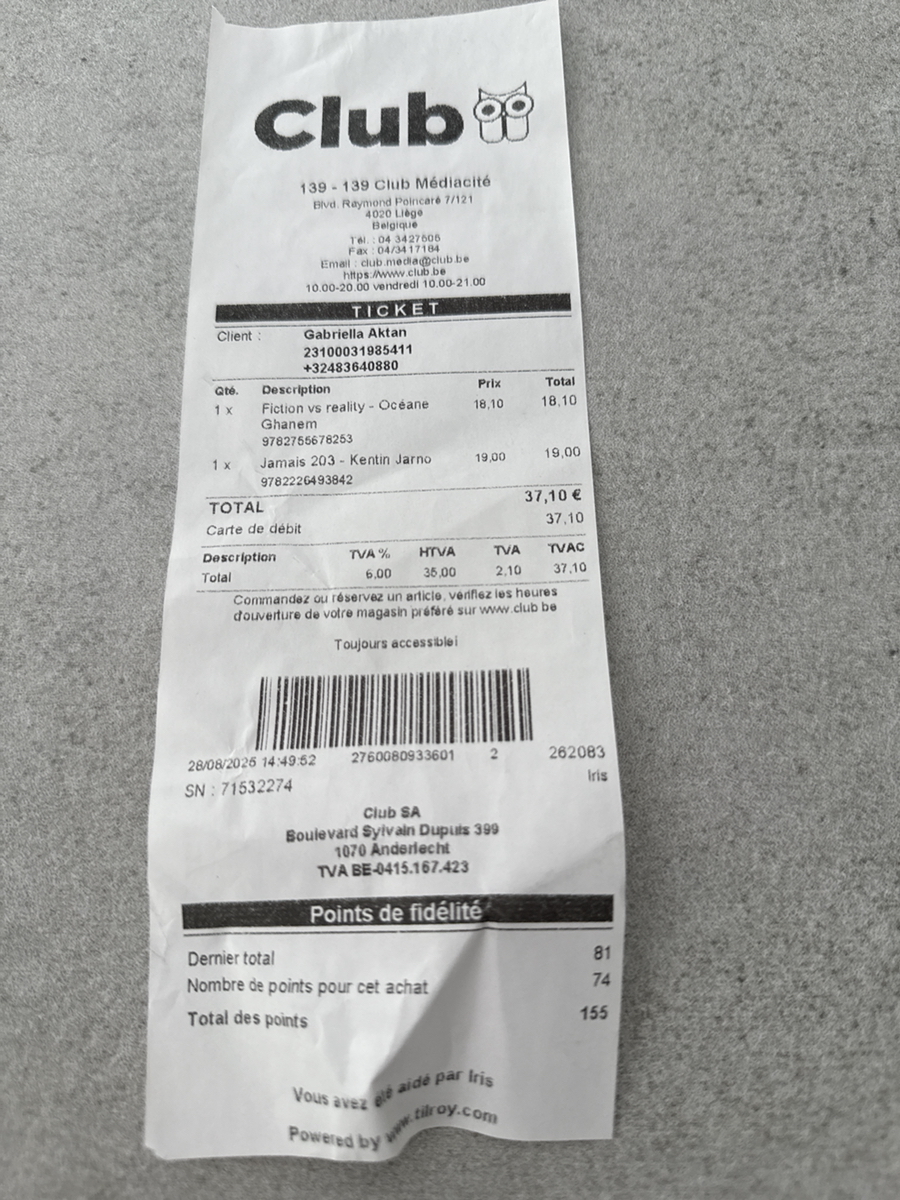 Club
139 - 139 Club Médiacité
Blvd. Raymond Poincaré 7/121
4020 Liège
Belgique
Tél. : 04 3427606
Fax : 04/3417164
Email : club.media@club.be
https://www.club.be
10.00-20.00 vendredi 10.00-21.00
TICKET
Client : Gabriella Aktan
23100031985411
+32483640880
Qté. Description Prix Total
1 x Fiction vs reality - Océane 18,10 18,10
Ghanem
9782755678253
1 x Jamais 203 - Kentin Jarno 19,00 19,00
9782226493842
TOTAL 37,10 €
Carte de débit 37,10
Description TVA % HTVA TVA TVAC
Total 6,00 35,00 2,10 37,10
Commandez ou réservez un article, vérifiez les heures
d'ouverture de votre magasin préféré sur www.club.be
Toujours accessible!
28/08/2025 14:49:52 2760080933601 2 262083
SN : 71532274 Iris
Club SA
Boulevard Sylvain Dupuis 399
1070 Anderlecht
TVA BE-0415.167.423
Points de fidélité
Dernier total 81
Nombre de points pour cet achat 74
Total des points 155
Vous avez été aidé par Iris
Powered by www.tilroy.com